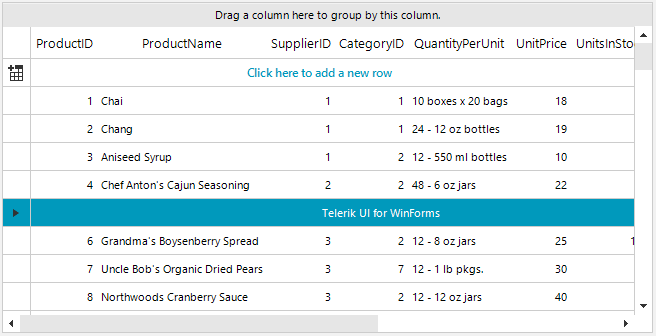 Drag a column here to group by this column.
ProductID ProductName SupplierID CategoryID QuantityPerUnit UnitPrice UnitsInSto
Click here to add a new row
1 Chai 1 1 10 boxes x 20 bags 18
2 Chang 1 1 24 - 12 oz bottles 19
3 Aniseed Syrup 1 2 12 - 550 ml bottles 10
4 Chef Anton's Cajun Seasoning 2 2 48 - 6 oz jars 22
Telerik UI for WinForms
6 Grandma's Boysenberry Spread 3 2 12 - 8 oz jars 25 1
7 Uncle Bob's Organic Dried Pears 3 7 12 - 1 lb pkgs. 30
8 Northwoods Cranberry Sauce 3 2 12 - 12 oz jars 40